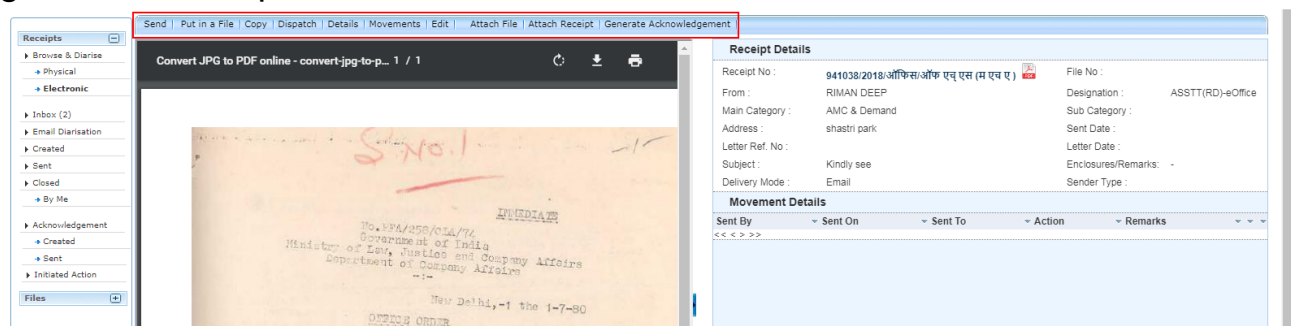 Send | Put in a File | Copy | Dispatch | Details | Movements | Edit | Attach File | Attach Receipt | Generate Acknowledgement |
Receipts
Browse & Diarise
Physical
Electronic
Inbox (2)
Email Diarisation
Created
Sent
Closed
By Me
Acknowledgement
Created
Sent
Initiated Action
Files
Convert JPG to PDF online - convert-jpg-to-p... 1 / 1
S.No.1
IMMEDIATE
Government of India
Ministry of Law, Justice and Company Affairs
Department of Company Affairs
-:-
New Delhi,-1 the 1-7-80
OFFICE ORDER
Receipt Details
Receipt No : 941038/2018/ऑफिस/ऑफ एच् एस (म एच ए ) File No :
From : RIMAN DEEP Designation : ASSTT(RD)-eOffice
Main Category : AMC & Demand Sub Category :
Address : shastri park Sent Date :
Letter Ref. No : Letter Date :
Subject : Kindly see Enclosures/Remarks: -
Delivery Mode : Email Sender Type :
Movement Details
Sent By Sent On Sent To Action Remarks
<< < > >>